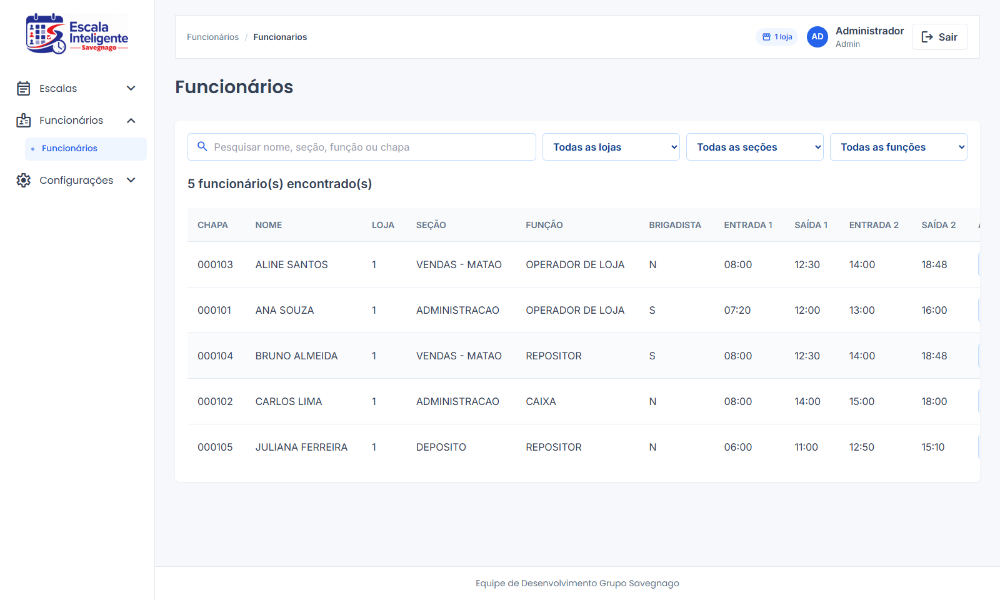 Escala
Inteligente
Savegnago
Escalas
Funcionários
Funcionários
Configurações
Funcionários / Funcionarios
1 loja
AD
Administrador
Admin
Sair
Funcionários
Pesquisar nome, seção, função ou chapa
Todas as lojas
Todas as seções
Todas as funções
5 funcionário(s) encontrado(s)
CHAPA NOME LOJA SEÇÃO FUNÇÃO BRIGADISTA ENTRADA 1 SAÍDA 1 ENTRADA 2 SAÍDA 2
000103 ALINE SANTOS 1 VENDAS - MATAO OPERADOR DE LOJA N 08:00 12:30 14:00 18:48
000101 ANA SOUZA 1 ADMINISTRACAO OPERADOR DE LOJA S 07:20 12:00 13:00 16:00
000104 BRUNO ALMEIDA 1 VENDAS - MATAO REPOSITOR S 08:00 12:30 14:00 18:48
000102 CARLOS LIMA 1 ADMINISTRACAO CAIXA N 08:00 14:00 15:00 18:00
000105 JULIANA FERREIRA 1 DEPOSITO REPOSITOR N 06:00 11:00 12:50 15:10
Equipe de Desenvolvimento Grupo Savegnago